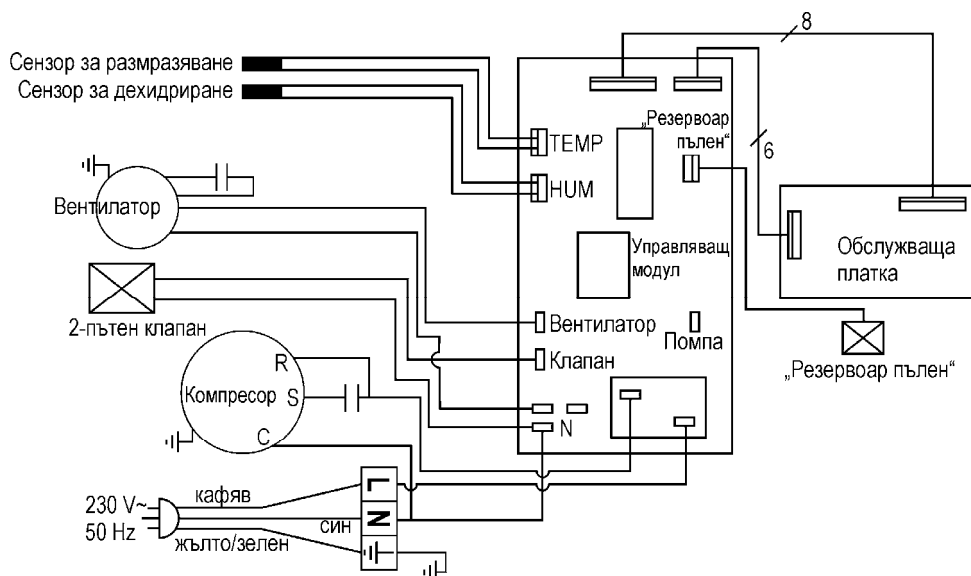 8
Сензор за размразяване
Сензор за дехидриране
„Резервоар
пълен“
TEMP
6
HUM
Вентилатор
Управляващ
модул
Обслужваща
платка
2-пътен клапан
Вентилатор
Помпа
Клапан
„Резервоар пълен“
R
Компресор
S
N
C
L
кафяв
230 V~
50 Hz
N
син
жълто/зелен